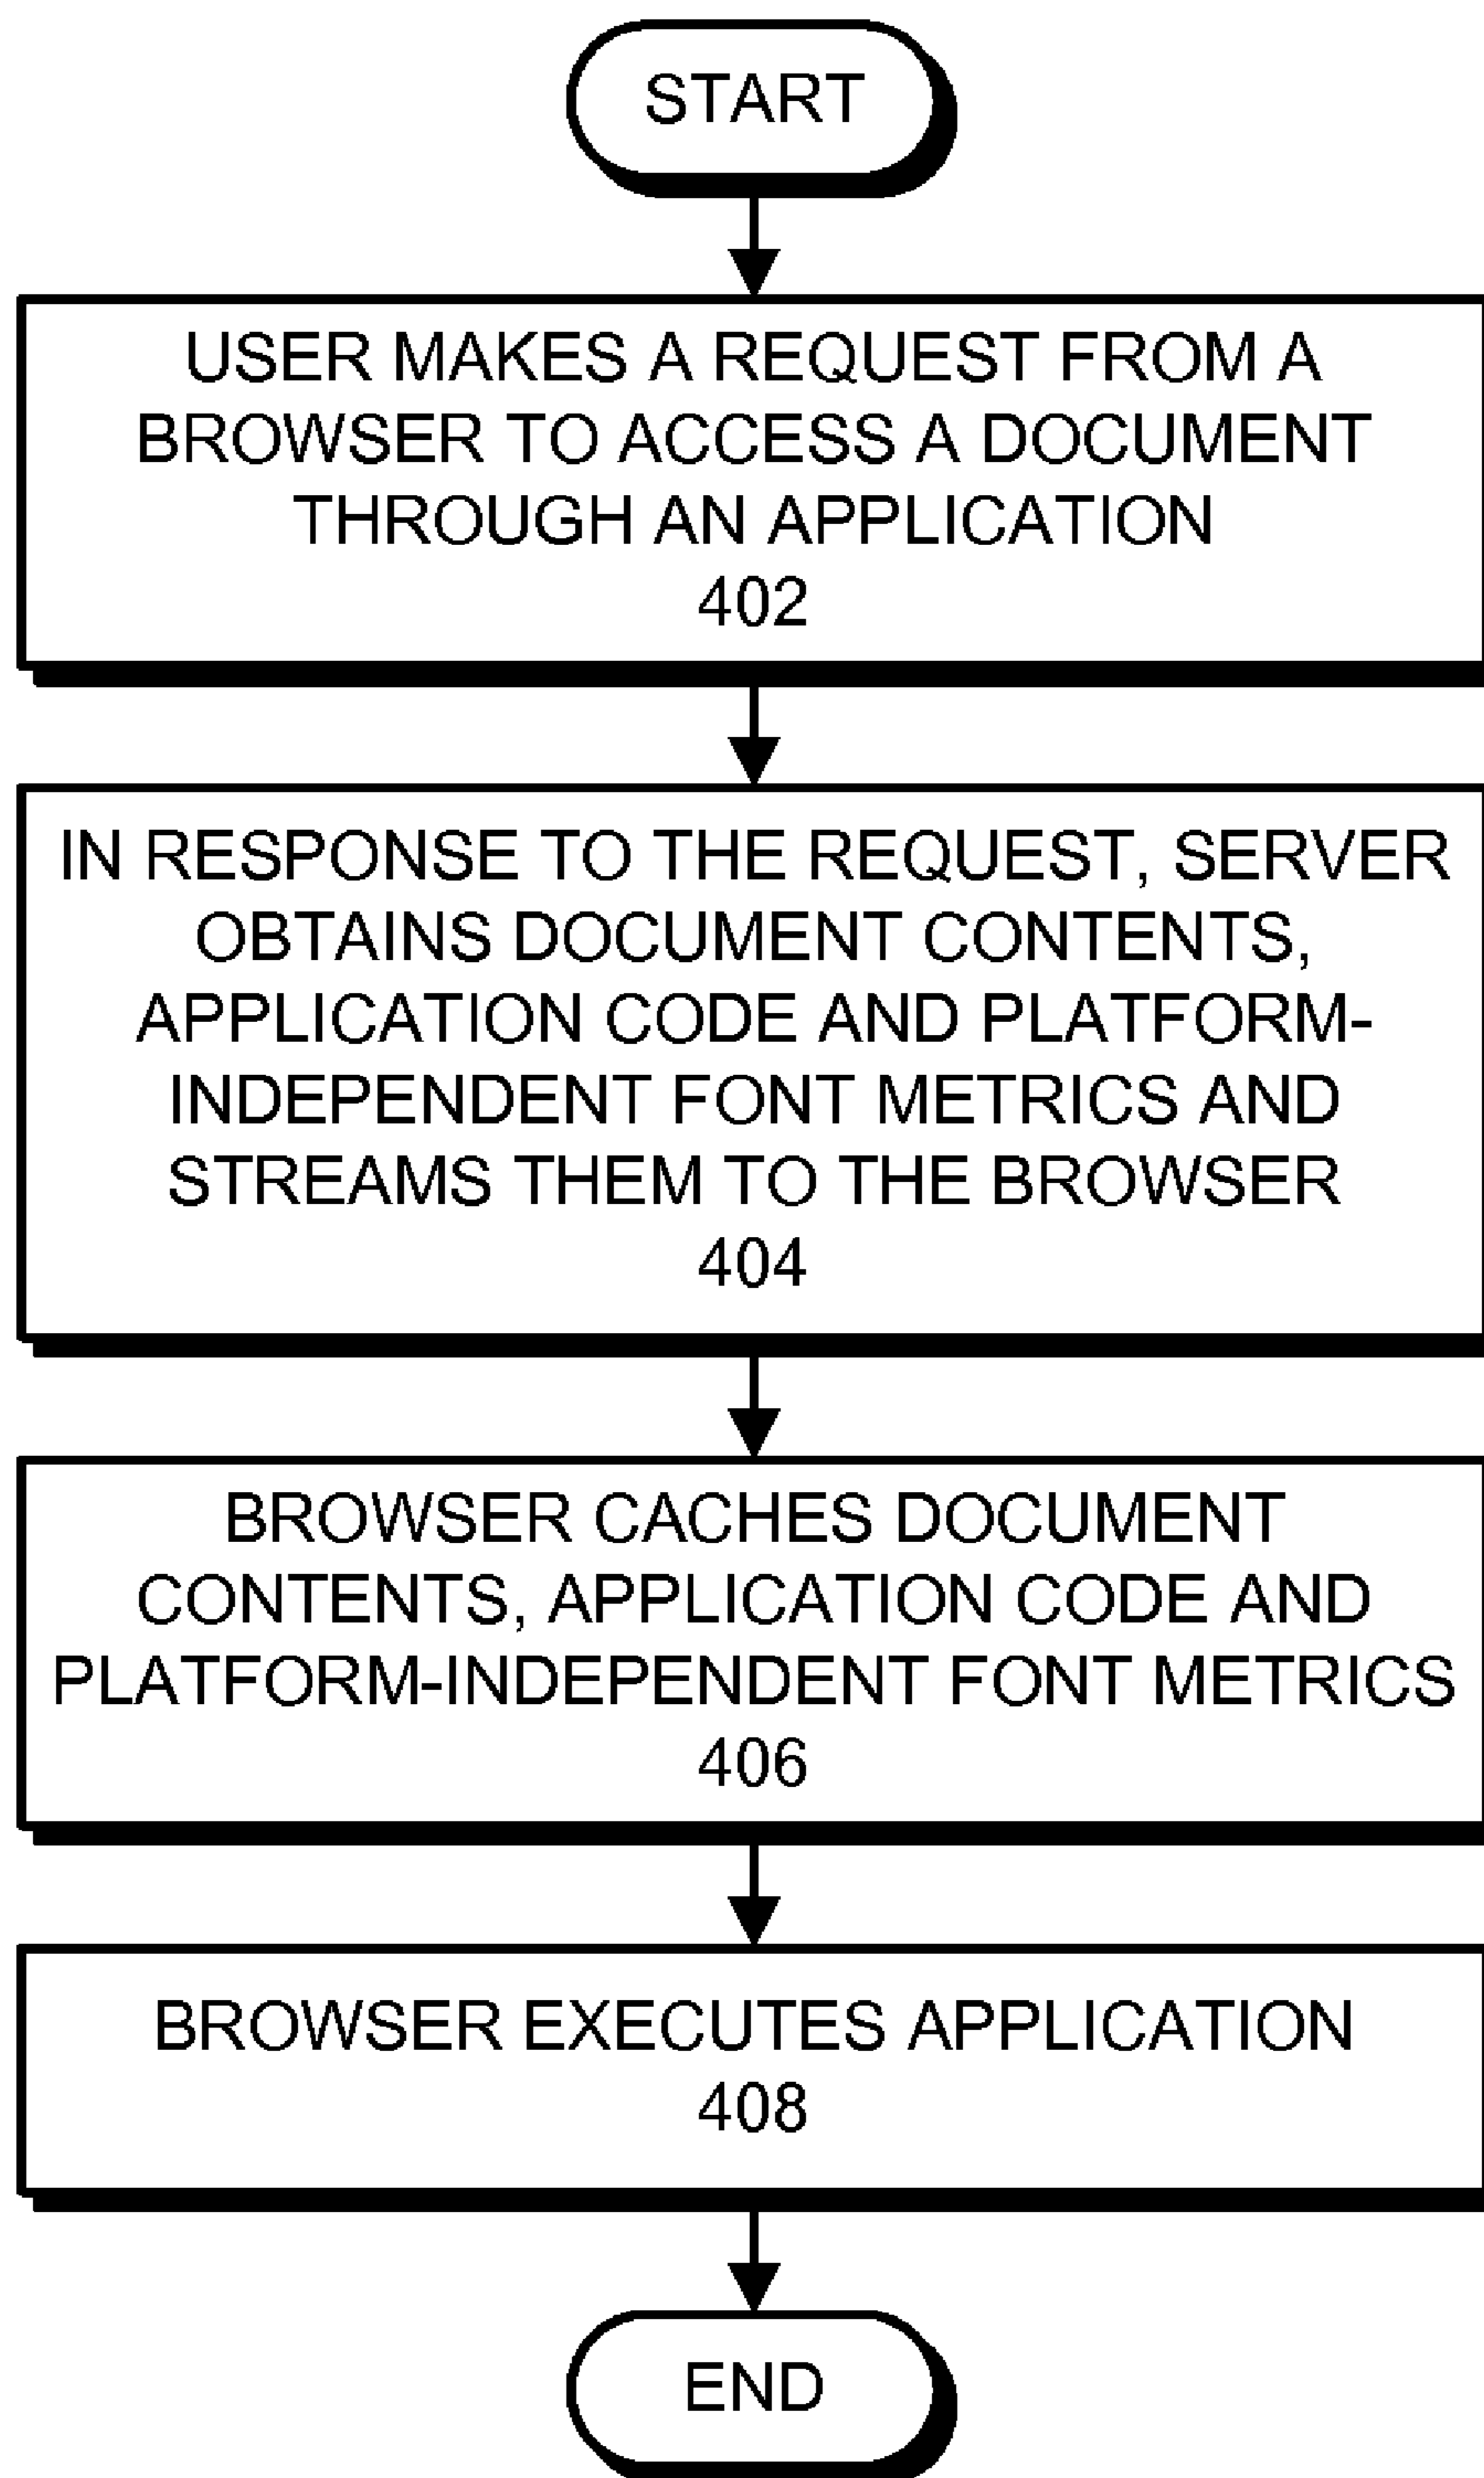 START
USER MAKES A REQUEST FROM A
BROWSER TO ACCESS A DOCUMENT
THROUGH AN APPLICATION
402
IN RESPONSE TO THE REQUEST, SERVER
OBTAINS DOCUMENT CONTENTS,
APPLICATION CODE AND PLATFORM-
INDEPENDENT FONT METRICS AND
STREAMS THEM TO THE BROWSER
404
BROWSER CACHES DOCUMENT
CONTENTS, APPLICATION CODE AND
PLATFORM-INDEPENDENT FONT METRICS
406
BROWSER EXECUTES APPLICATION
408
END